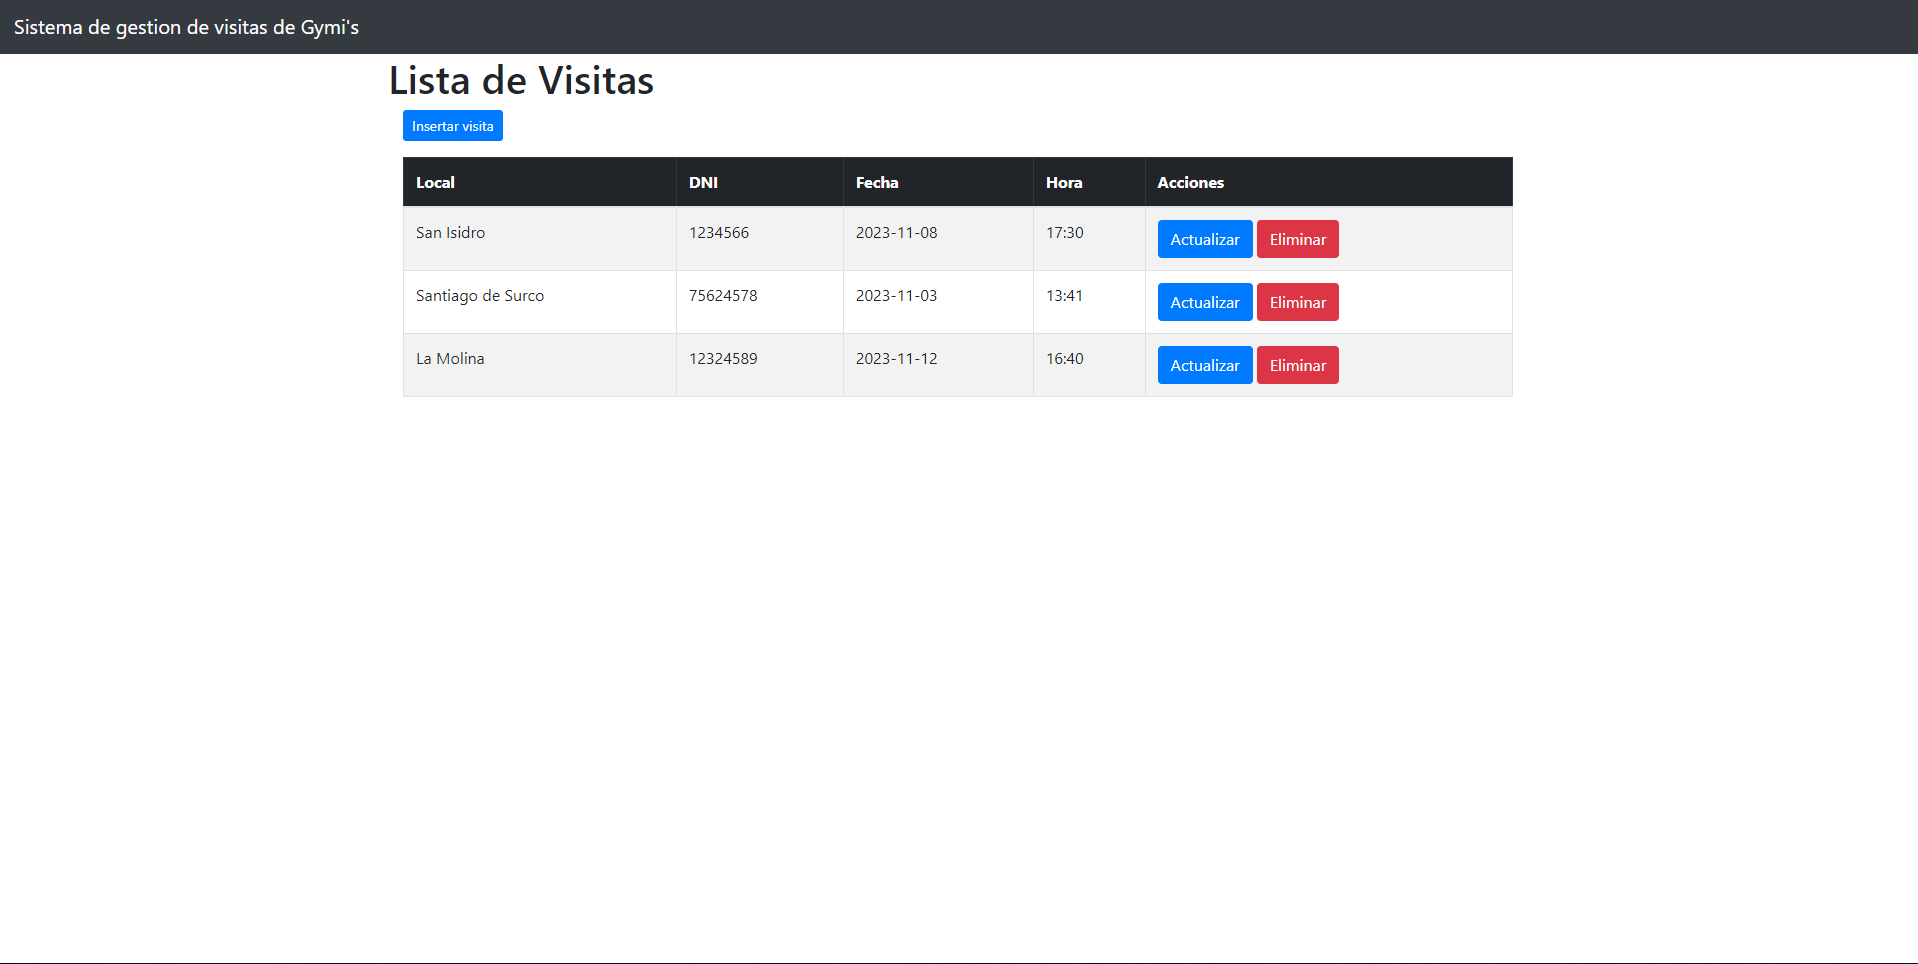 Sistema de gestion de visitas de Gymi's
Lista de Visitas
Insertar visita
Local DNI Fecha Hora Acciones
San Isidro 1234566 2023-11-08 17:30 Actualizar Eliminar
Santiago de Surco 75624578 2023-11-03 13:41 Actualizar Eliminar
La Molina 12324589 2023-11-12 16:40 Actualizar Eliminar